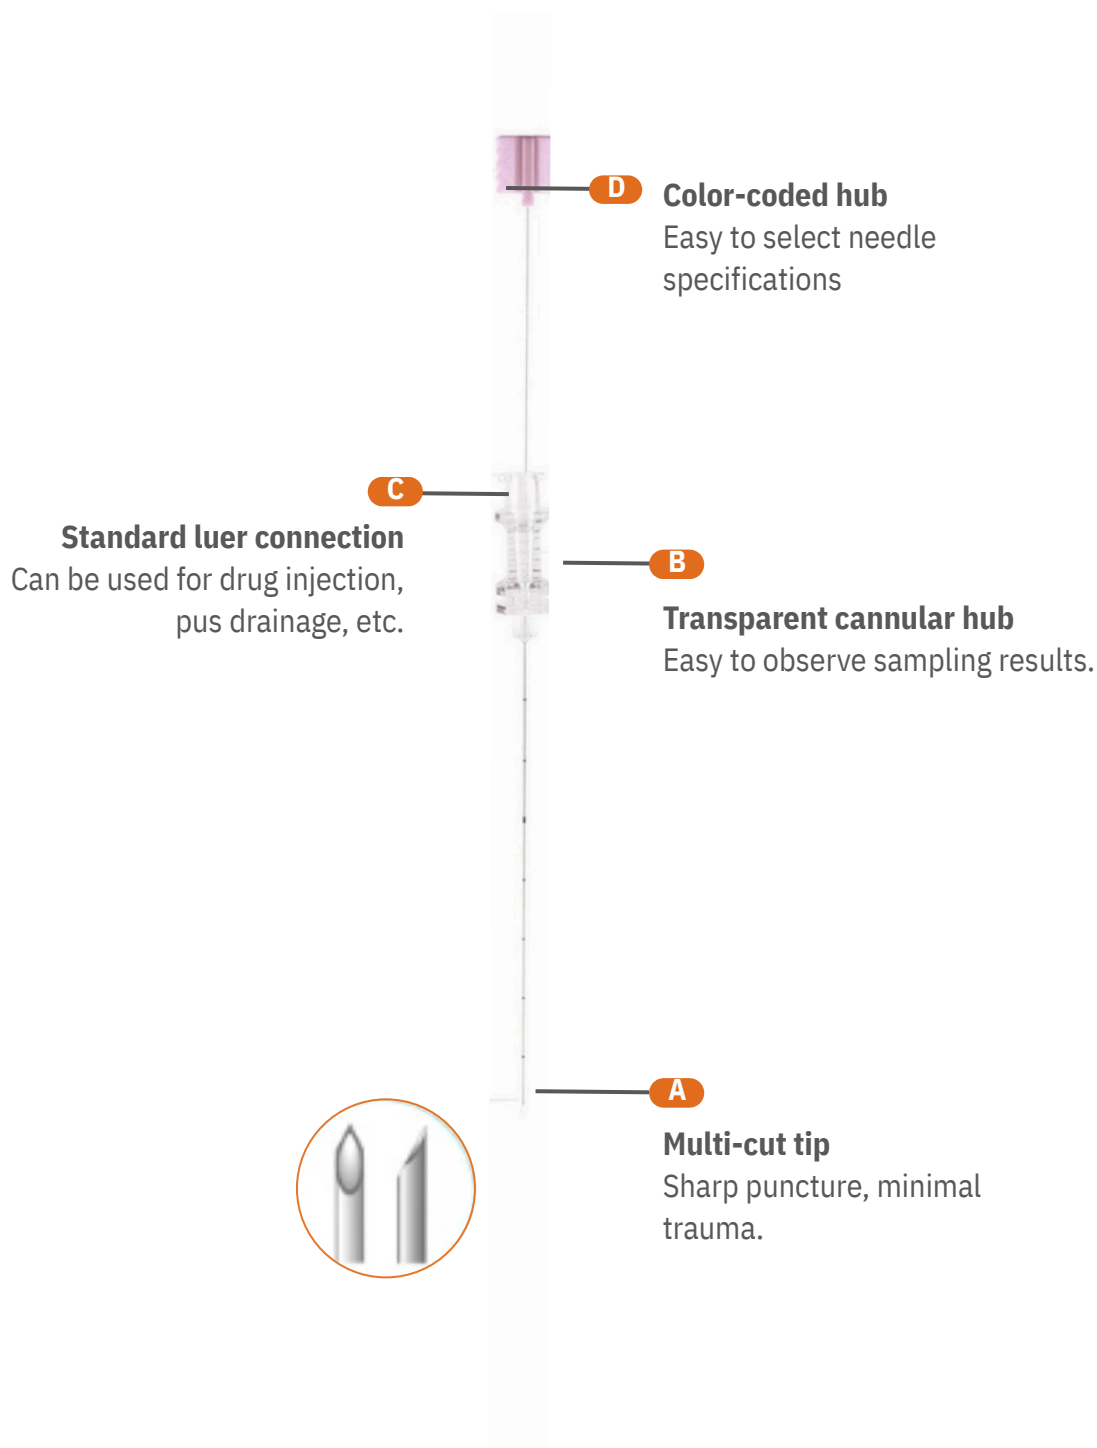 D
Color-coded hub
Easy to select needle
specifications
C
Standard luer connection
Can be used for drug injection,
pus drainage, etc.
B
Transparent cannular hub
Easy to observe sampling results.
A
Multi-cut tip
Sharp puncture, minimal
trauma.